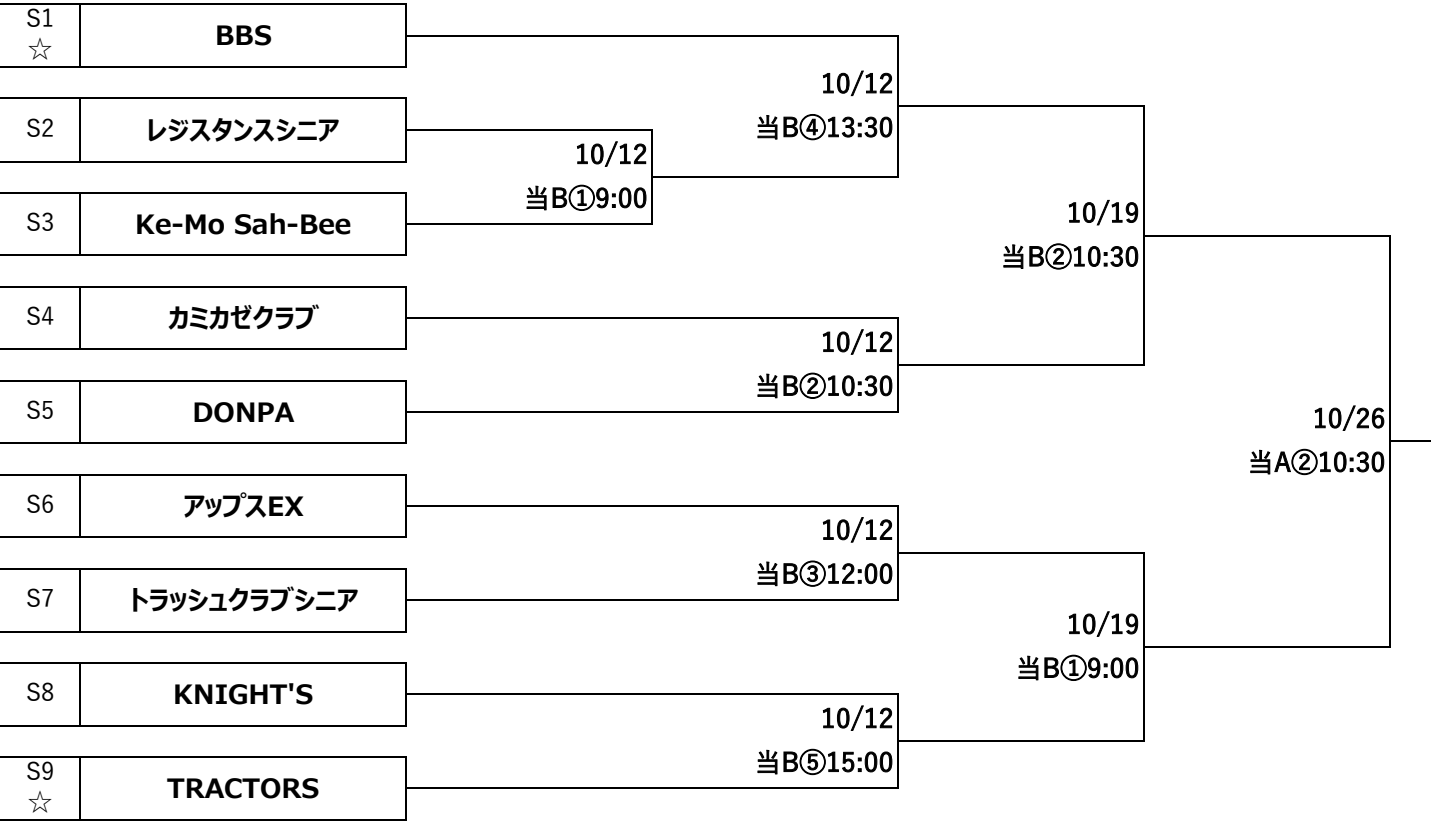 S1
☆
BBS
10/12
当B④13:30
S2
レジスタンスシニア
10/12
当B①9:00
S3
Ke-Mo Sah-Bee
10/19
当B②10:30
S4
カミカゼクラブ
10/12
当B②10:30
S5
DONPA
10/26
当A②10:30
S6
アップスEX
10/12
当B③12:00
S7
トラッシュクラブシニア
10/19
当B①9:00
S8
KNIGHT'S
10/12
当B⑤15:00
S9
☆
TRACTORS